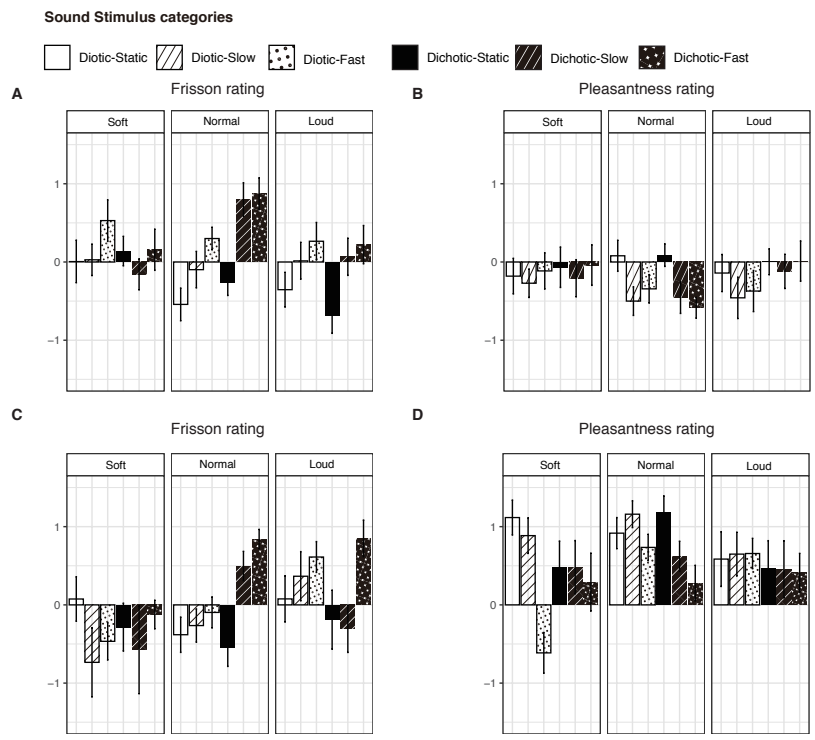 Sound Stimulus categories
Diotic-Static Diotic-Slow Diotic-Fast Dichotic-Static Dichotic-Slow Dichotic-Fast
A Frisson rating
Soft Normal Loud
1
0
−1
B Pleasantness rating
Soft Normal Loud
1
0
−1
C Frisson rating
Soft Normal Loud
1
0
−1
D Pleasantness rating
Soft Normal Loud
1
0
−1